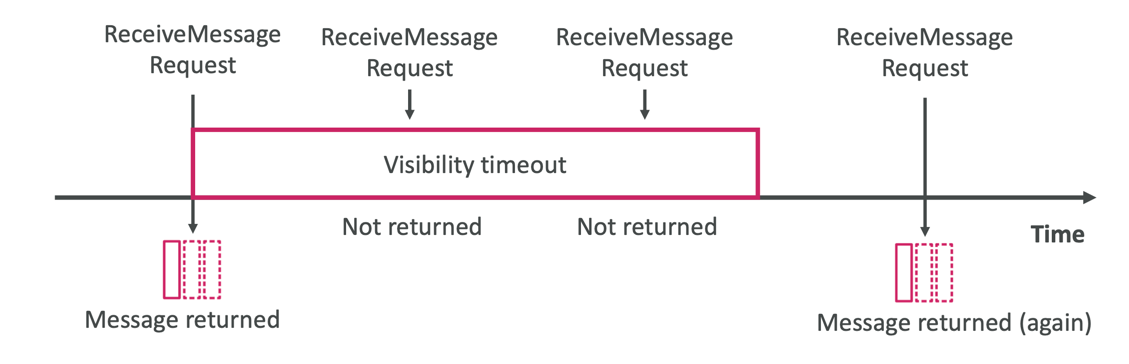 ReceiveMessage
Request
ReceiveMessage
Request
ReceiveMessage
Request
ReceiveMessage
Request
Visibility timeout
Not returned
Not returned
Time
Message returned
Message returned (again)